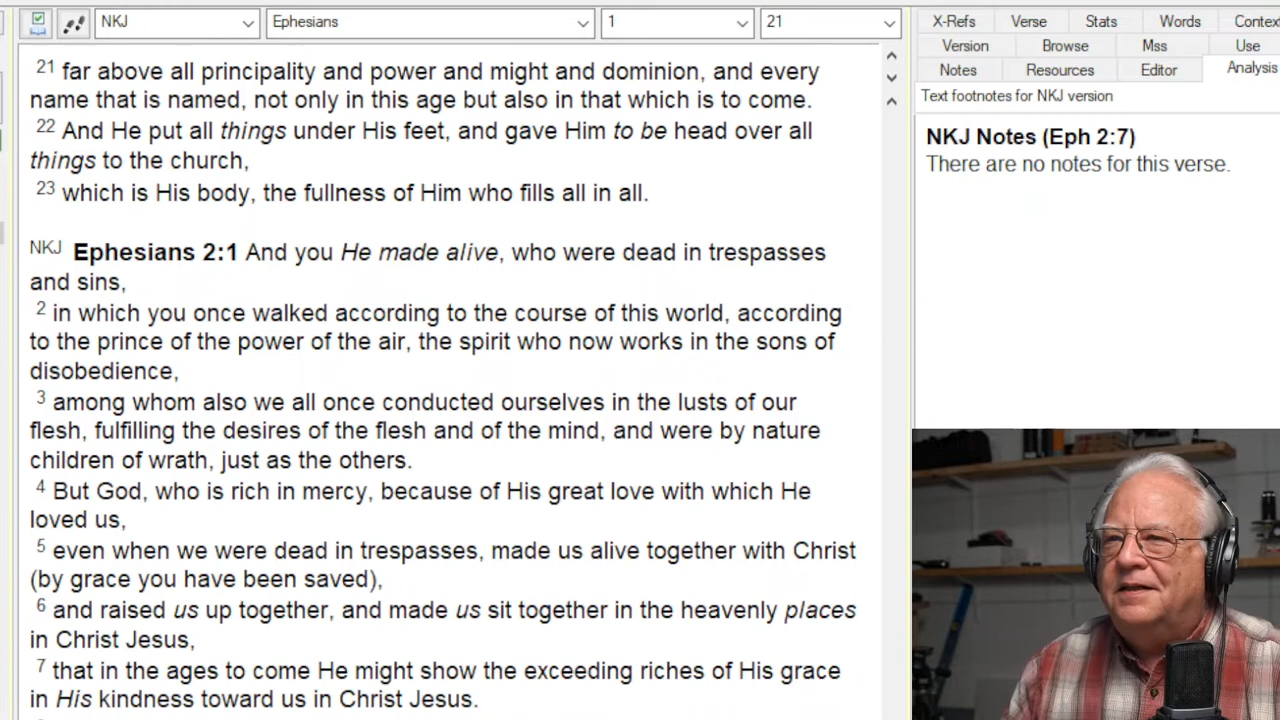 NKJ Ephesians 1 21
21 far above all principality and power and might and dominion, and every
name that is named, not only in this age but also in that which is to come.
22 And He put all things under His feet, and gave Him to be head over all
things to the church,
23 which is His body, the fullness of Him who fills all in all.
NKJ Ephesians 2:1 And you He made alive, who were dead in trespasses
and sins,
2 in which you once walked according to the course of this world, according
to the prince of the power of the air, the spirit who now works in the sons of
disobedience,
3 among whom also we all once conducted ourselves in the lusts of our
flesh, fulfilling the desires of the flesh and of the mind, and were by nature
children of wrath, just as the others.
4 But God, who is rich in mercy, because of His great love with which He
loved us,
5 even when we were dead in trespasses, made us alive together with Christ
(by grace you have been saved),
6 and raised us up together, and made us sit together in the heavenly places
in Christ Jesus,
7 that in the ages to come He might show the exceeding riches of His grace
in His kindness toward us in Christ Jesus.
X-Refs Verse Stats Words Contex
Version Browse Mss Use
Notes Resources Editor Analysis
Text footnotes for NKJ version
NKJ Notes (Eph 2:7)
There are no notes for this verse.